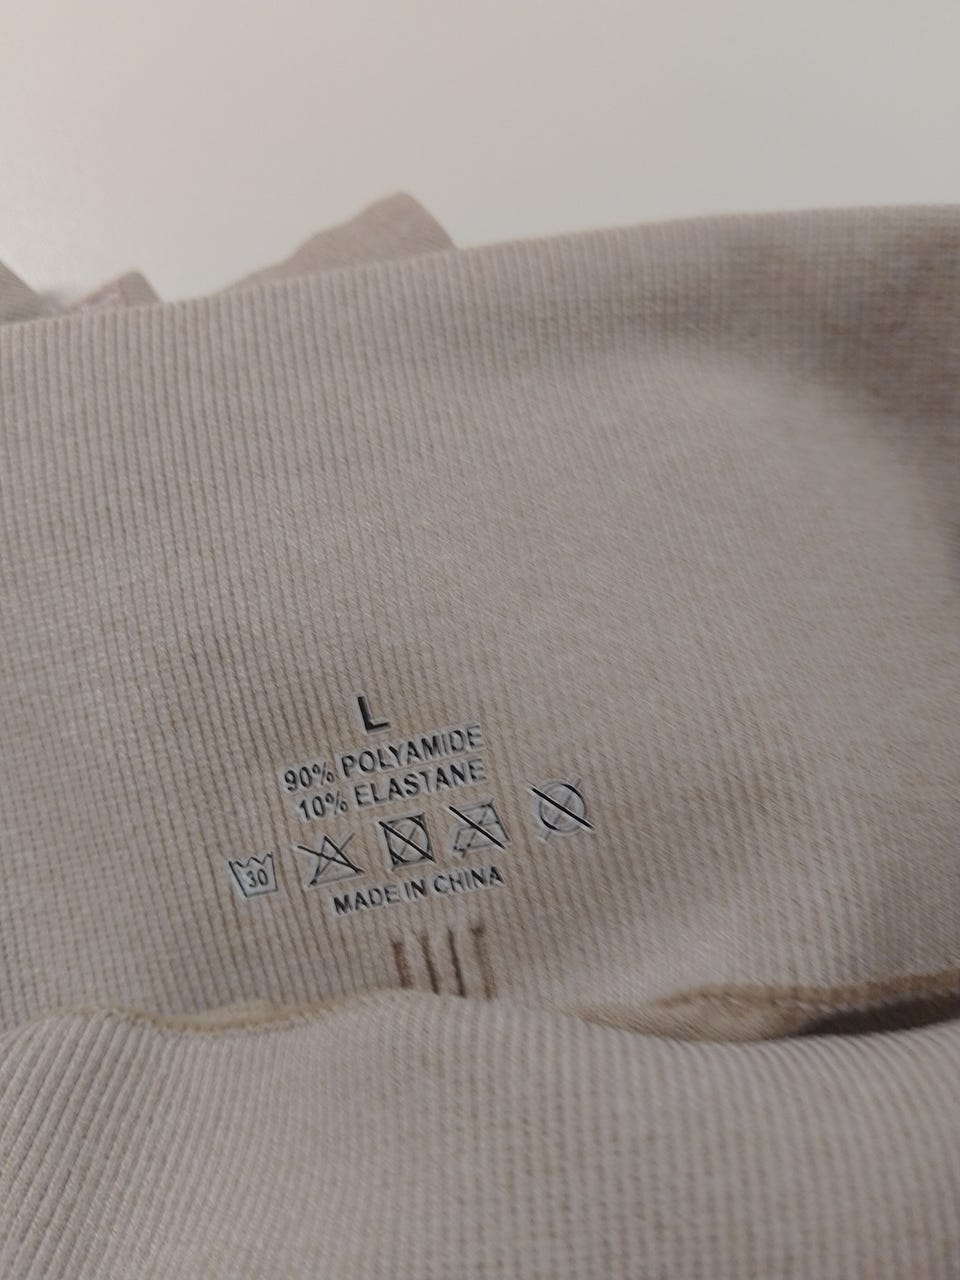 L
90% POLYAMIDE
10% ELASTANE
30
MADE IN CHINA